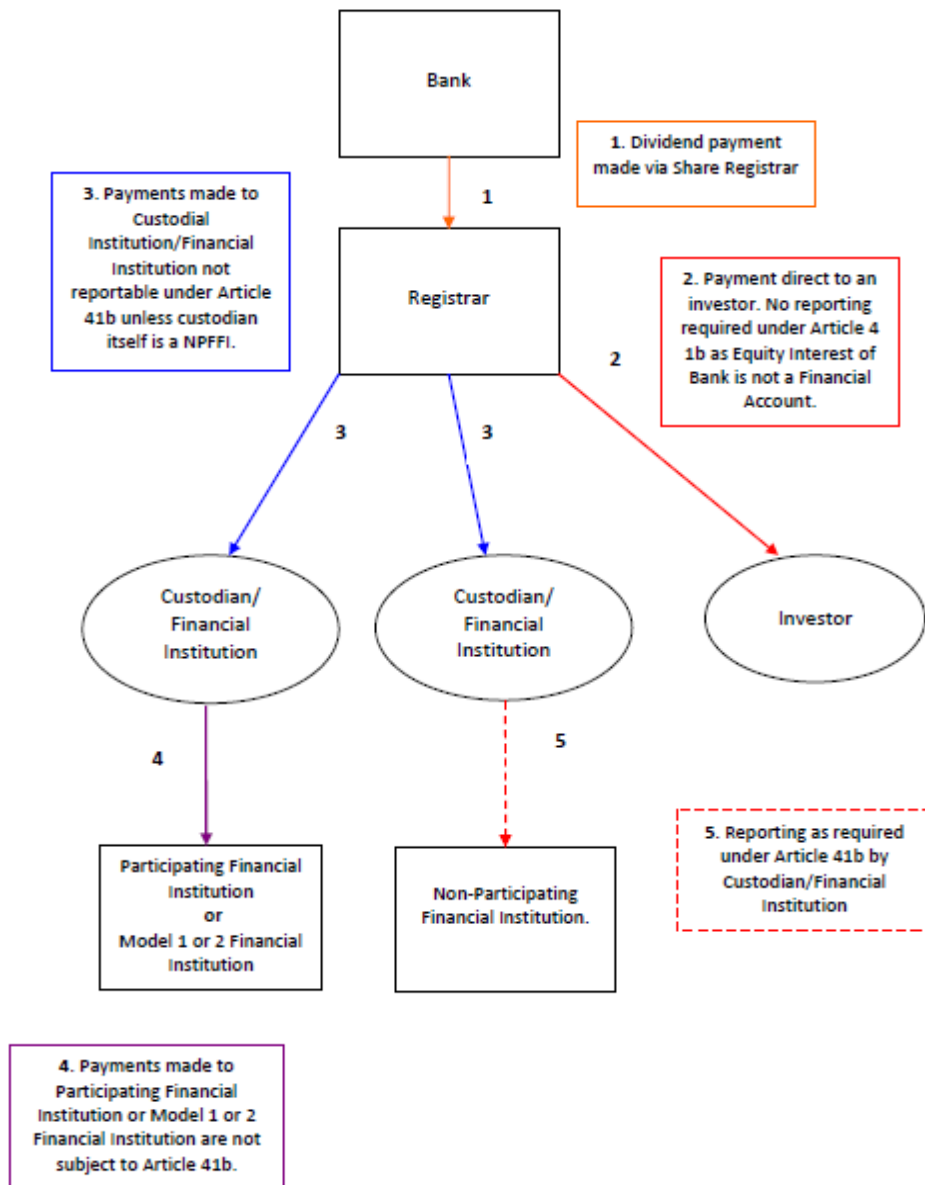 Bank
1. Dividend payment
made via Share Registrar
1
3. Payments made to
Custodial
Institution/Financial
Institution not
reportable under Article
41b unless custodian
itself is a NPFFI.
Registrar
2. Payment direct to an
investor. No reporting
required under Article 4
1b as Equity Interest of
Bank is not a Financial
Account.
2
3
3
Custodian/
Financial
Institution
Custodian/
Financial
Institution
Investor
4
5
Participating Financial
Institution
or
Model 1 or 2 Financial
Institution
Non-Participating
Financial Institution.
5. Reporting as required
under Article 41b by
Custodian/Financial
Institution
4. Payments made to
Participating Financial
Institution or Model 1 or 2
Financial Institution are not
subject to Article 41b.